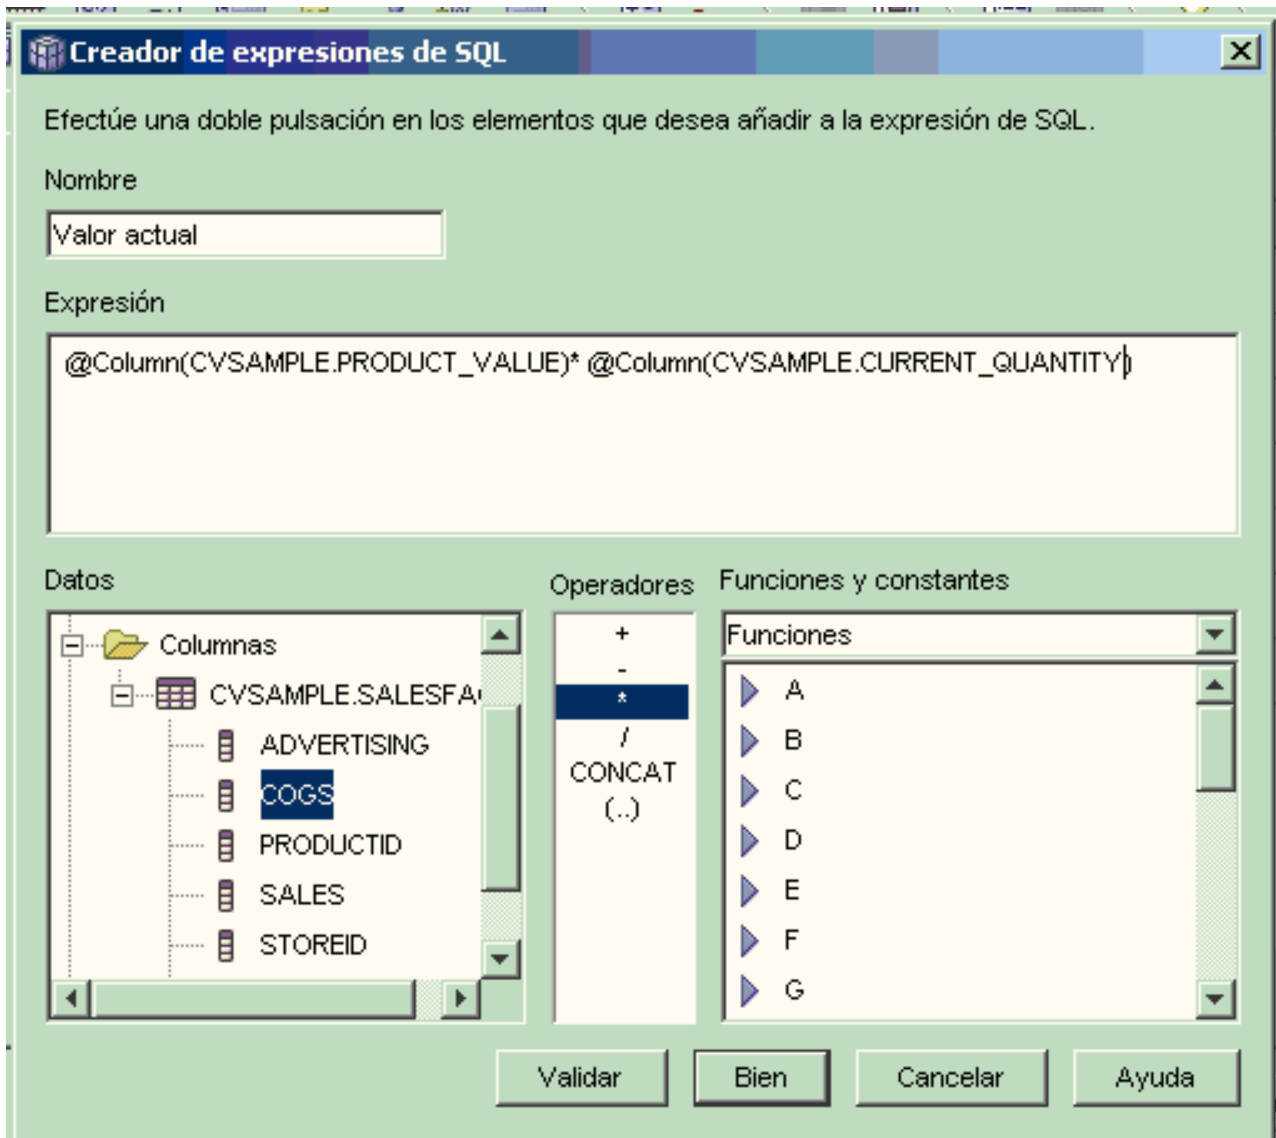 Creador de expresiones de SQL
Efectúe una doble pulsación en los elementos que desea añadir a la expresión de SQL.
Nombre
Valor actual
Expresión
@Column(CVSAMPLE.PRODUCT_VALUE)* @Column(CVSAMPLE.CURRENT_QUANTITY)
Datos
Columnas
CVSAMPLE.SALESFA
ADVERTISING
COGS
PRODUCTID
SALES
STOREID
Operadores
+
-
*
/
CONCAT
(..)
Funciones y constantes
Funciones
A
B
C
D
E
F
G
Validar
Bien
Cancelar
Ayuda